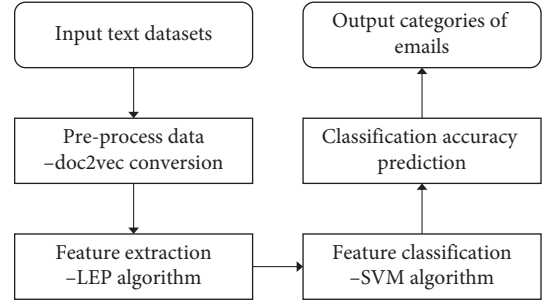 Input text datasets
Pre-process data
–doc2vec conversion
Feature extraction
–LEP algorithm
Feature classification
–SVM algorithm
Classification accuracy
prediction
Output categories of
emails